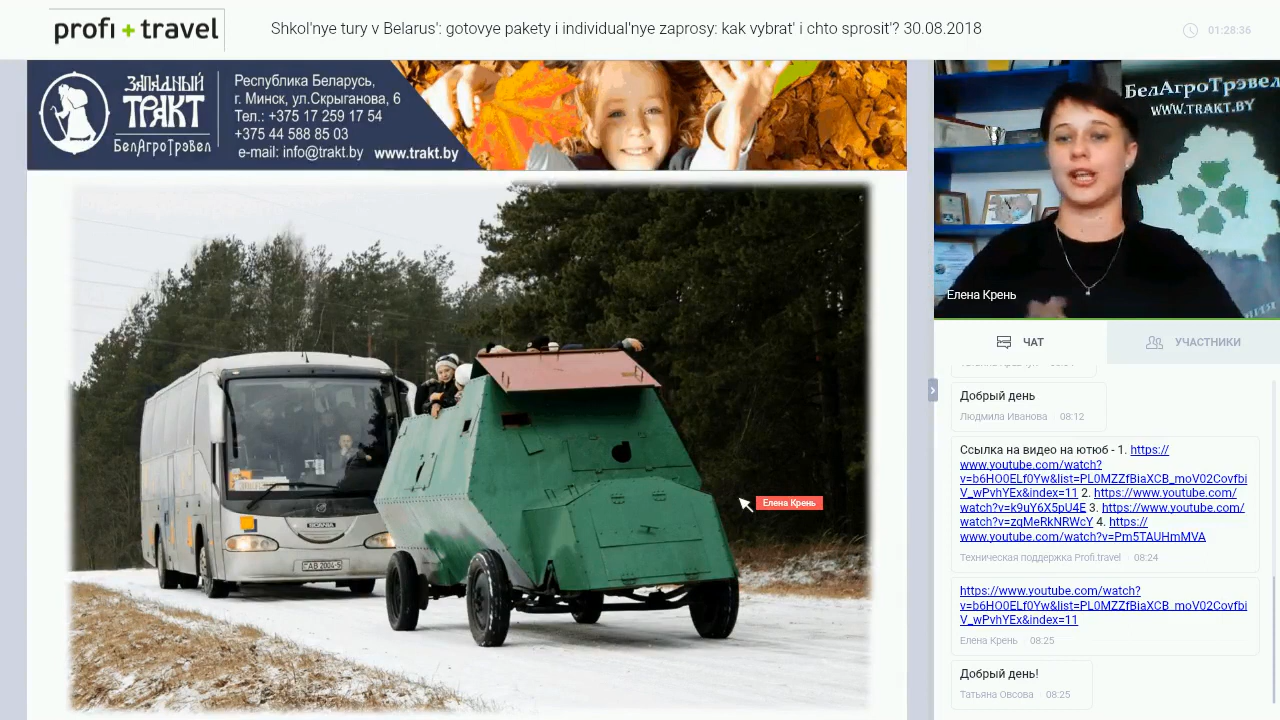 profi + travel
Shkol'nye tury v Belarus': gotovye pakety i individual'nye zaprosy: kak vybrat' i chto sprosit'? 30.08.2018
01:28:36
ЗАПАДНЫЙ
ТРАКТ
БелАгроТрэвел
Республика Беларусь,
г. Минск, ул.Скрыганова, 6
Тел.: +375 17 259 17 54
+375 44 588 85 03
e-mail: info@trakt.by www.trakt.by
SCANIA
AB 2004-5
Елена Крень
БелАгроТрэвел
WWW.TRAKT.BY
Елена Крень
ЧАТ
УЧАСТНИКИ
Добрый день
Людмила Иванова 08:12
Ссылка на видео на ютюб - 1. https://
www.youtube.com/watch?
v=b6HO0ELf0Yw&list=PL0MZZfBiaXCB_moV02Covfbi
V_wPvhYEx&index=11 2. https://www.youtube.com/
watch?v=k9uY6X5pU4E 3. https://www.youtube.com/
watch?v=zqMeRkNRWcY 4. https://
www.youtube.com/watch?v=Pm5TAUHmMVA
Техническая поддержка Profi.travel 08:24
https://www.youtube.com/watch?
v=b6HO0ELf0Yw&list=PL0MZZfBiaXCB_moV02Covfbi
V_wPvhYEx&index=11
Елена Крень 08:25
Добрый день!
Татьяна Овсова 08:25